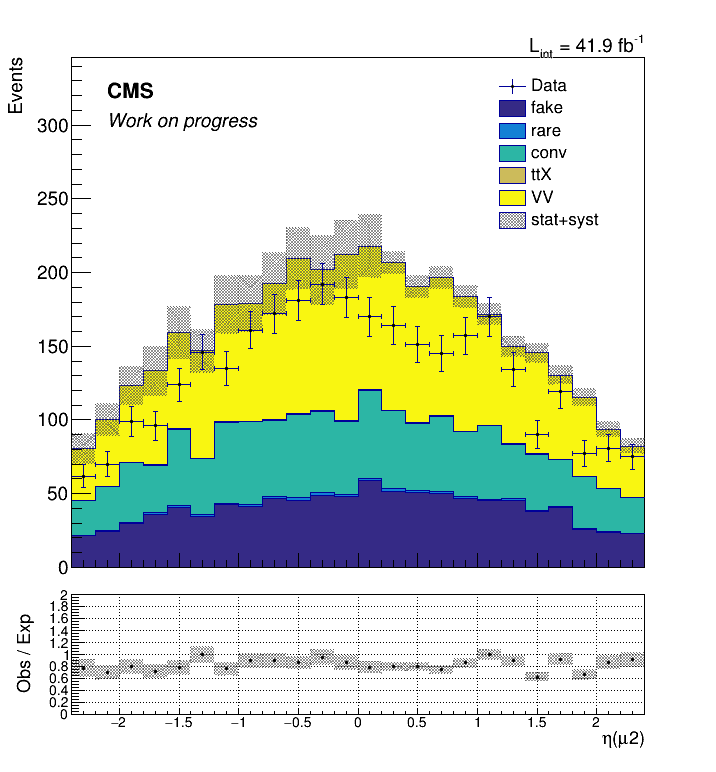 L_int = 41.9 fb^-1
Events
CMS
Work on progress
Data
fake
rare
conv
ttX
VV
stat+syst
300
250
200
150
100
50
0
Obs / Exp
2
1.8
1.6
1.4
1.2
1
0.8
0.6
0.4
0.2
0
−2 −1.5 −1 −0.5 0 0.5 1 1.5 2
η(μ2)